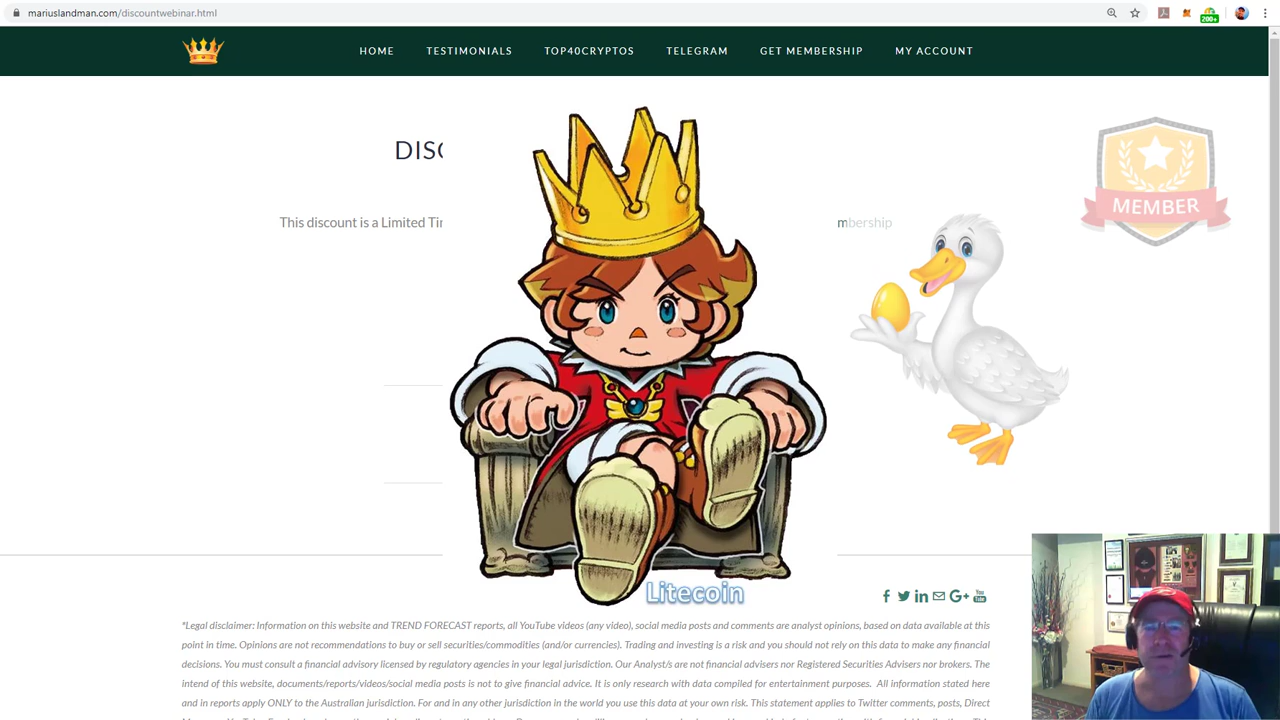 mariuslandman.com/discountwebinar.html
200+
HOME TESTIMONIALS TOP40CRYPTOS TELEGRAM GET MEMBERSHIP MY ACCOUNT
DISC
This discount is a Limited Tir
mbership
MEMBER
Litecoin
You Tube
*Legal disclaimer: Information on this website and TREND FORECAST reports, all YouTube videos (any video), social media posts and comments are analyst opinions, based on data available at this
point in time. Opinions are not recommendations to buy or sell securities/commodities (and/or currencies). Trading and investing is a risk and you should not rely on this data to make any financial
decisions. You must consult a financial advisory licensed by regulatory agencies in your legal jurisdiction. Our Analyst/s are not financial advisers nor Registered Securities Advisers nor brokers. The
intend of this website, documents/reports/videos/social media posts is not to give financial advice. It is only research with data compiled for entertainment purposes. All information stated here
and in reports apply ONLY to the Australian jurisdiction. For and in any other jurisdiction in the world you use this data at your own risk. This statement applies to Twitter comments, posts, Direct